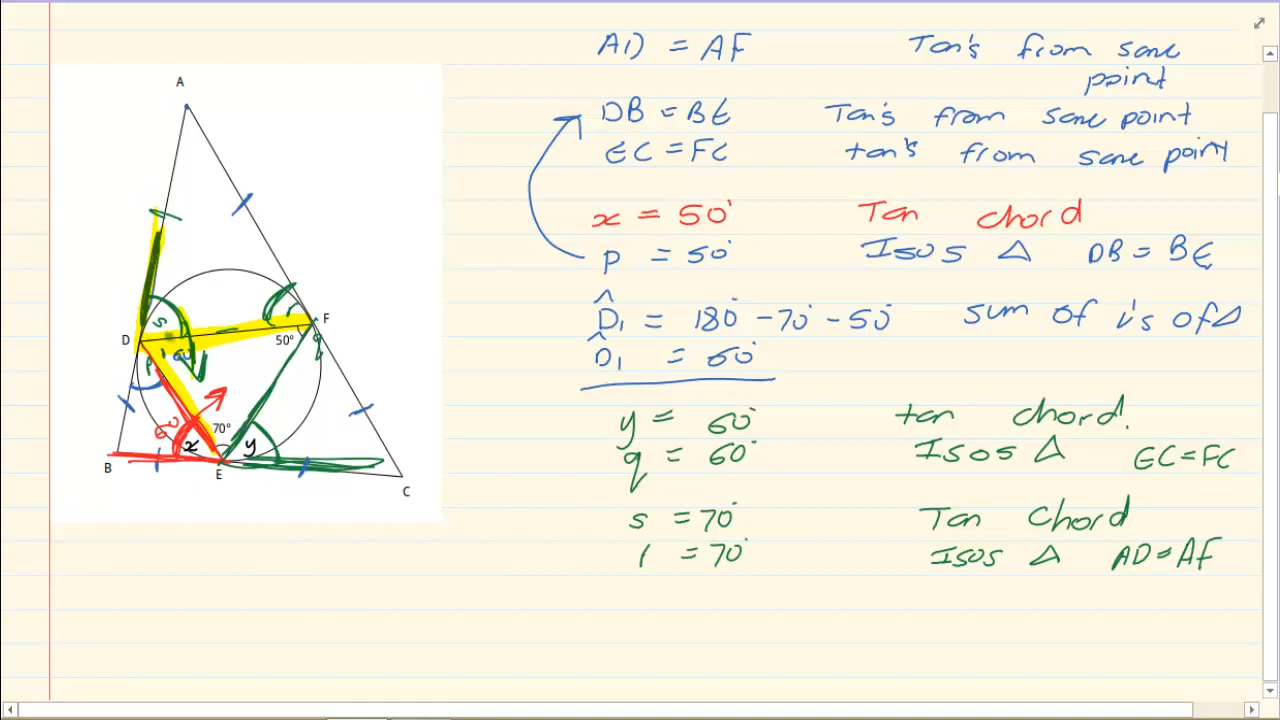 AD = AF Tan's from same point
DB = BE Tan's from same point
EC = FC tan's from same point
x = 50° Tan chord
p = 50° Isos Δ DB = BE
D̂1 = 180° - 70° - 50° sum of i's of Δ
D̂1 = 60°
y = 60° tan chord.
q = 60° Isos Δ EC = FC
s = 70° Tan Chord
r = 70° Isos Δ AD = AF
A
F
s
r
D
50°
q
p 1 60°
70°
x
y
B
E
C